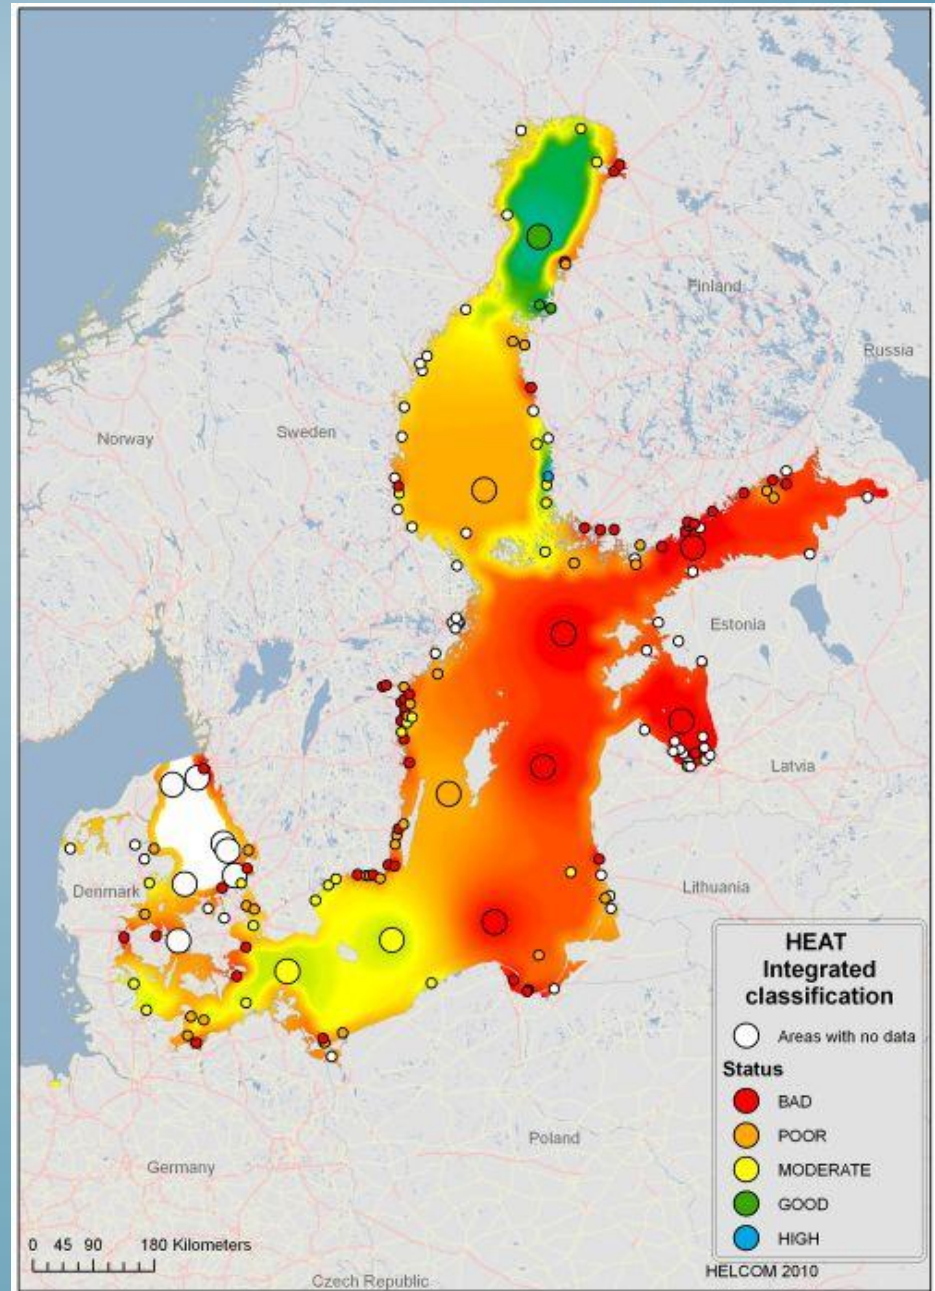 Finland
Russia
Norway
Sweden
Estonia
Latvia
Denmark
Lithuania
HEAT
Integrated
classification
Areas with no data
Status
BAD
POOR
MODERATE
GOOD
HIGH
Poland
Germany
0 45 90 180 Kilometers
HELCOM 2010
Czech Republic